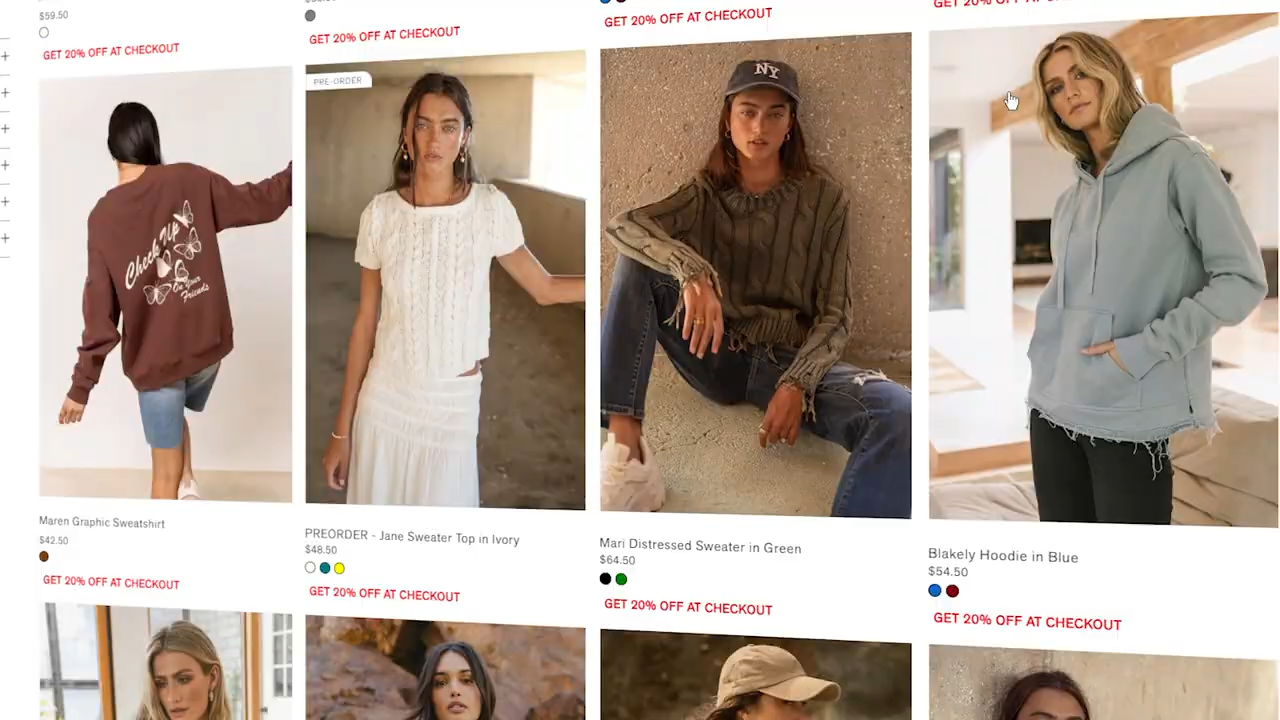 $59.50
GET 20% OFF AT CHECKOUT
GET 20% OFF AT CHECKOUT
GET 20% OFF AT CHECKOUT
Check Up
On Your
Friends
PRE-ORDER
NY
Maren Graphic Sweatshirt
$42.50
GET 20% OFF AT CHECKOUT
PREORDER - Jane Sweater Top in Ivory
$48.50
GET 20% OFF AT CHECKOUT
Mari Distressed Sweater in Green
$64.50
GET 20% OFF AT CHECKOUT
Blakely Hoodie in Blue
$54.50
GET 20% OFF AT CHECKOUT